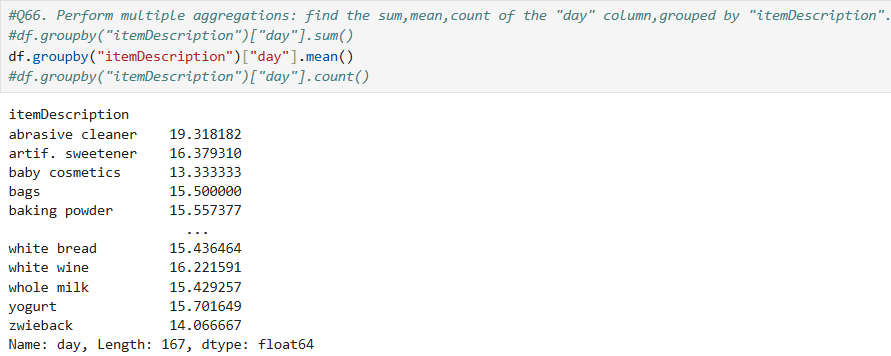 #Q66. Perform multiple aggregations: find the sum,mean,count of the "day" column,grouped by "itemDescription".
#df.groupby("itemDescription")["day"].sum()
df.groupby("itemDescription")["day"].mean()
#df.groupby("itemDescription")["day"].count()
itemDescription
abrasive cleaner    19.318182
artif. sweetener    16.379310
baby cosmetics      13.333333
bags                15.500000
baking powder       15.557377
                      ...
white bread         15.436464
white wine          16.221591
whole milk          15.429257
yogurt              15.701649
zwieback            14.066667
Name: day, Length: 167, dtype: float64